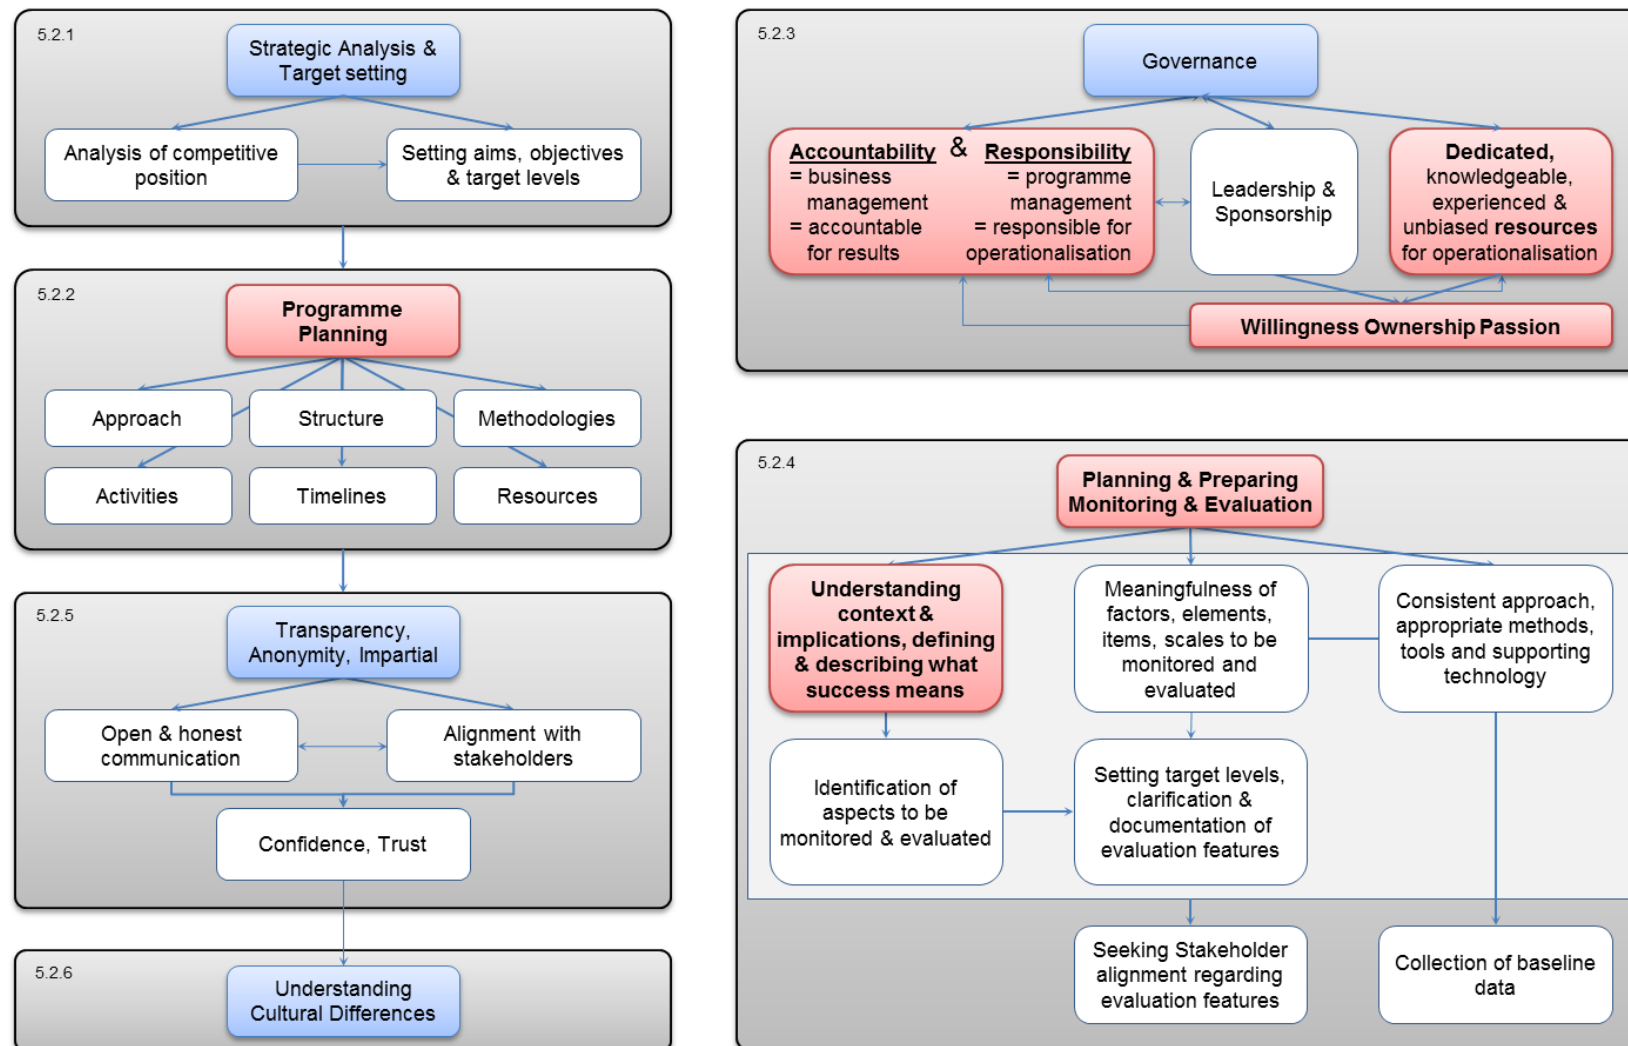 5.2.1
Strategic Analysis &
Target setting
Analysis of competitive
position
Setting aims, objectives
& target levels
5.2.2
Programme
Planning
Approach
Structure
Methodologies
Activities
Timelines
Resources
5.2.5
Transparency,
Anonymity, Impartial
Open & honest
communication
Alignment with
stakeholders
Confidence, Trust
5.2.6
Understanding
Cultural Differences
5.2.3
Governance
Accountability & Responsibility
= business
management
= accountable
for results
= programme
management
= responsible for
operationalisation
Leadership &
Sponsorship
Dedicated,
knowledgeable,
experienced &
unbiased resources
for operationalisation
Willingness Ownership Passion
5.2.4
Planning & Preparing
Monitoring & Evaluation
Understanding
context &
implications, defining
& describing what
success means
Meaningfulness of
factors, elements,
items, scales to be
monitored and
evaluated
Consistent approach,
appropriate methods,
tools and supporting
technology
Identification of
aspects to be
monitored & evaluated
Setting target levels,
clarification &
documentation of
evaluation features
Seeking Stakeholder
alignment regarding
evaluation features
Collection of baseline
data